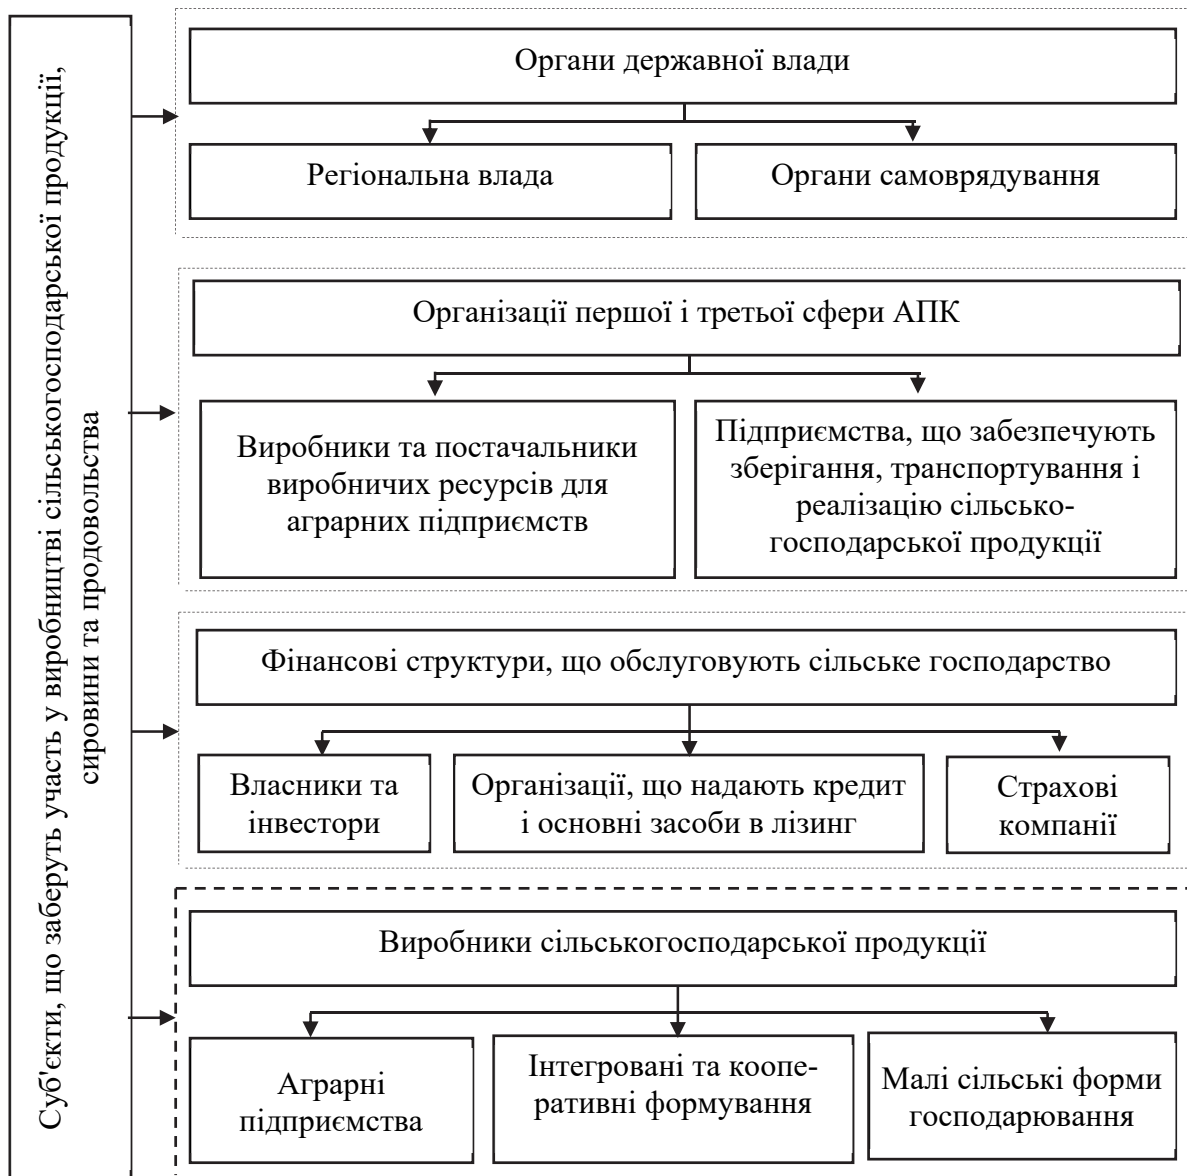 Суб'єкти, що заберуть участь у виробництві сільськогосподарської продукції,
сировини та продовольства
Органи державної влади
Регіональна влада
Органи самоврядування
Організації першої і третьої сфери АПК
Виробники та постачальники
виробничих ресурсів для
аграрних підприємств
Підприємства, що забезпечують
зберігання, транспортування і
реалізацію сільсько-
господарської продукції
Фінансові структури, що обслуговують сільське господарство
Власники та
інвестори
Організації, що надають кредит
і основні засоби в лізинг
Страхові
компанії
Виробники сільськогосподарської продукції
Аграрні
підприємства
Інтегровані та коопе-
ративні формування
Малі сільські форми
господарювання